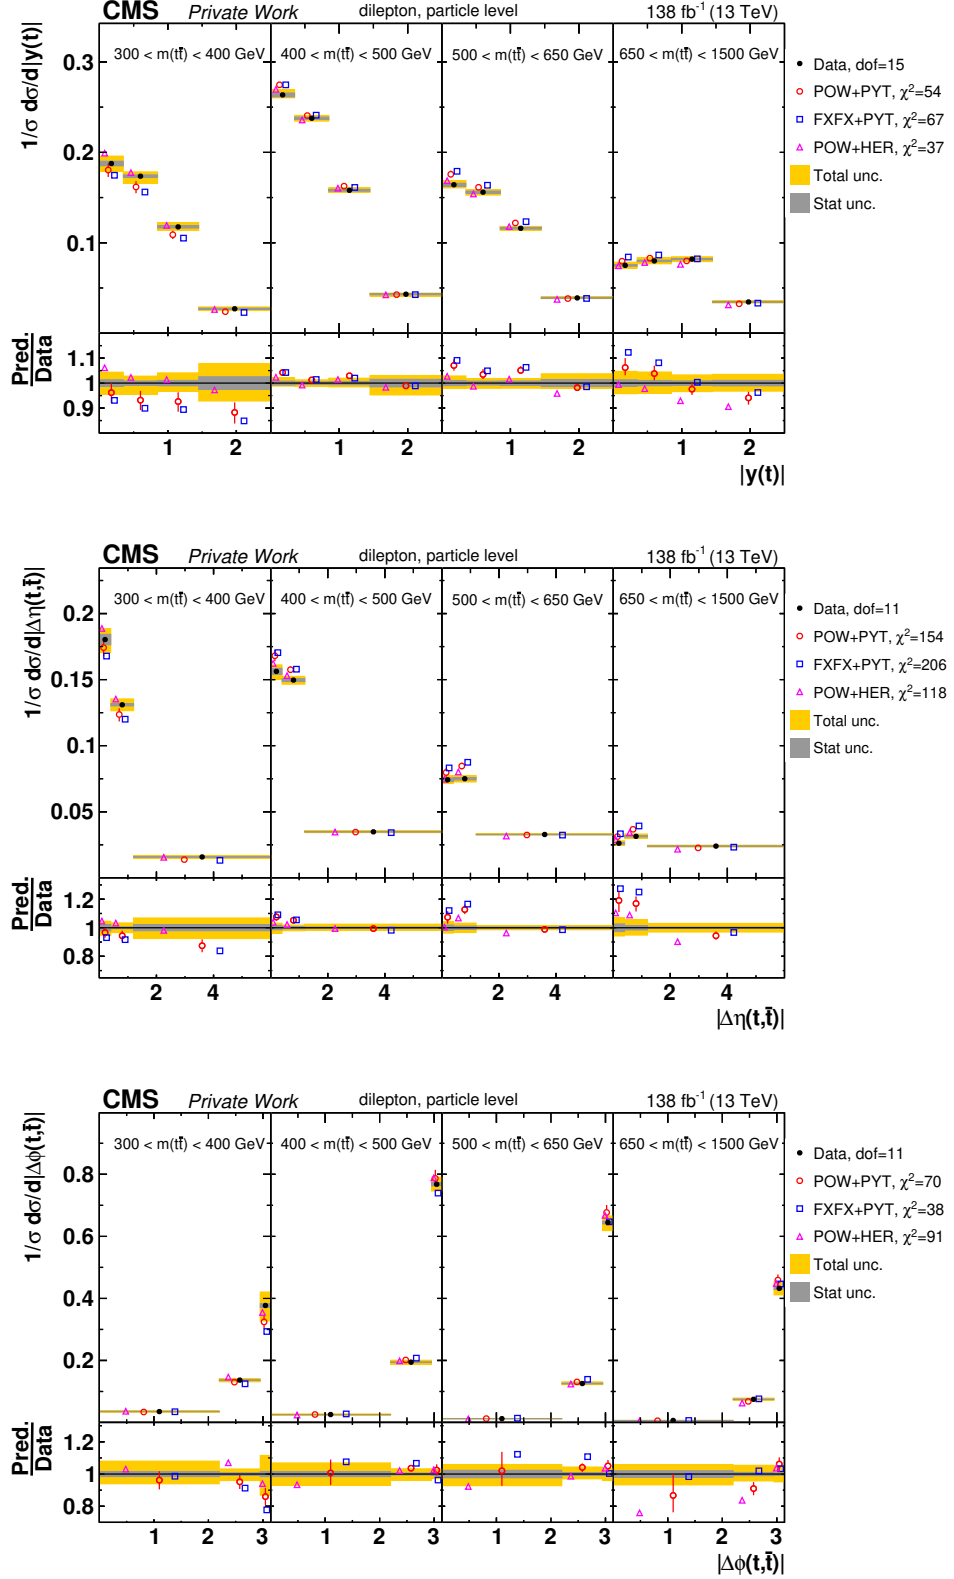 CMS Private Work dilepton, particle level 138 fb⁻¹ (13 TeV)
1/σ dσ/d|y(t)|
300 < m(tt̄) < 400 GeV 400 < m(tt̄) < 500 GeV 500 < m(tt̄) < 650 GeV 650 < m(tt̄) < 1500 GeV
0.3
0.2
0.1
Data, dof=15
POW+PYT, χ²=54
FXFX+PYT, χ²=67
POW+HER, χ²=37
Total unc.
Stat unc.
Pred.
Data
1.1
1
0.9
1 2 1 2 1 2 1 2
|y(t)|
CMS Private Work dilepton, particle level 138 fb⁻¹ (13 TeV)
1/σ dσ/d|Δη(t,t̄)|
300 < m(tt̄) < 400 GeV 400 < m(tt̄) < 500 GeV 500 < m(tt̄) < 650 GeV 650 < m(tt̄) < 1500 GeV
0.2
0.15
0.1
0.05
Data, dof=11
POW+PYT, χ²=154
FXFX+PYT, χ²=206
POW+HER, χ²=118
Total unc.
Stat unc.
Pred.
Data
1.2
1
0.8
2 4 2 4 2 4 2 4
|Δη(t,t̄)|
CMS Private Work dilepton, particle level 138 fb⁻¹ (13 TeV)
1/σ dσ/d|Δϕ(t,t̄)|
300 < m(tt̄) < 400 GeV 400 < m(tt̄) < 500 GeV 500 < m(tt̄) < 650 GeV 650 < m(tt̄) < 1500 GeV
0.8
0.6
0.4
0.2
Data, dof=11
POW+PYT, χ²=70
FXFX+PYT, χ²=38
POW+HER, χ²=91
Total unc.
Stat unc.
Pred.
Data
1.2
1
0.8
1 2 3 1 2 3 1 2 3 1 2 3
|Δϕ(t,t̄)|